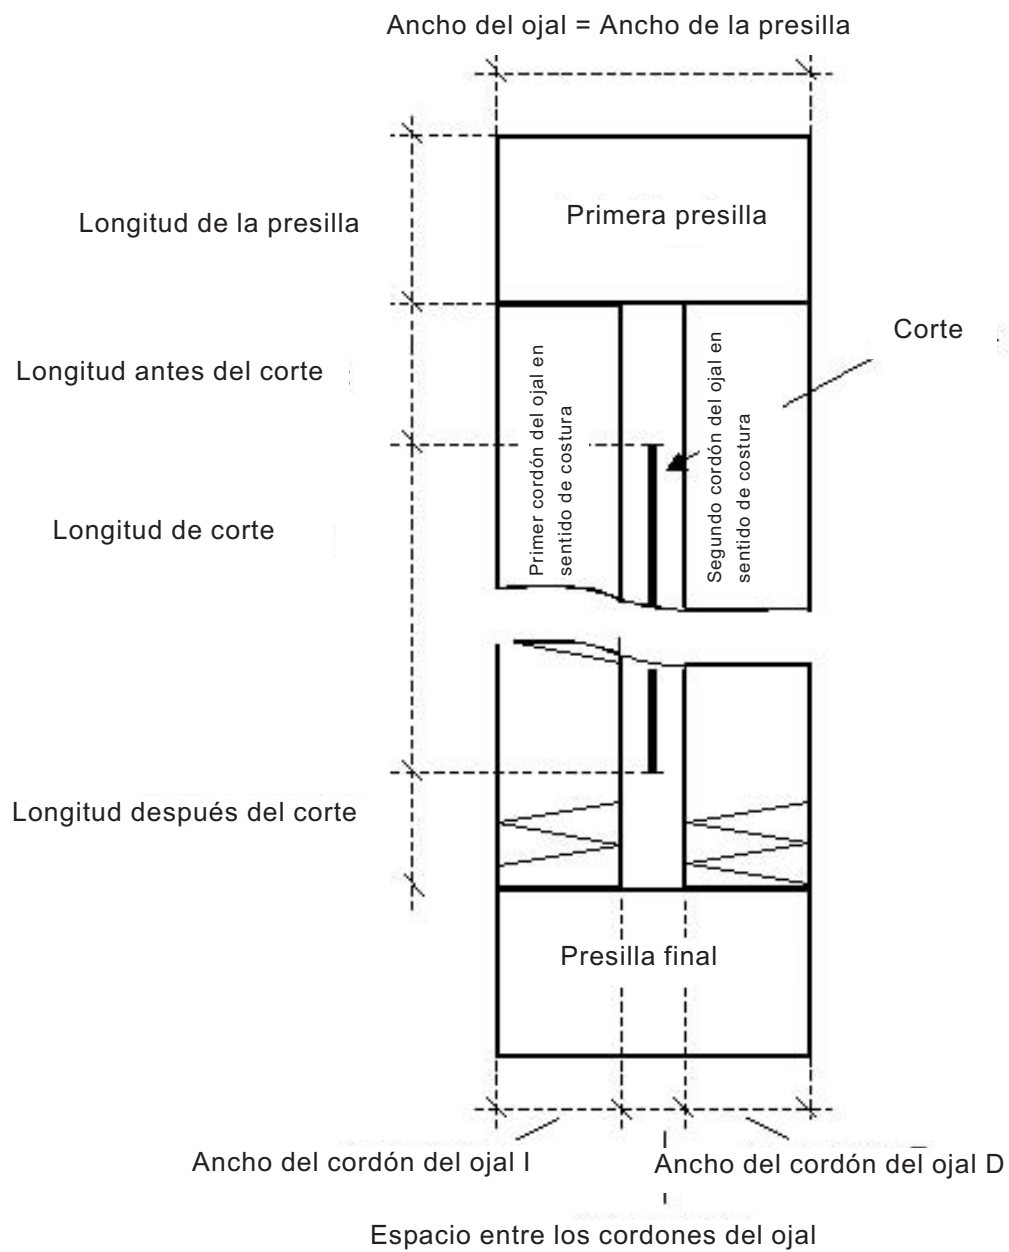 Ancho del ojal = Ancho de la presilla
Longitud de la presilla
Primera presilla
Corte
Longitud antes del corte
Primer cordón del ojal en
sentido de costura
Segundo cordón del ojal en
sentido de costura
Longitud de corte
Longitud después del corte
Presilla final
Ancho del cordón del ojal I
Ancho del cordón del ojal D
Espacio entre los cordones del ojal